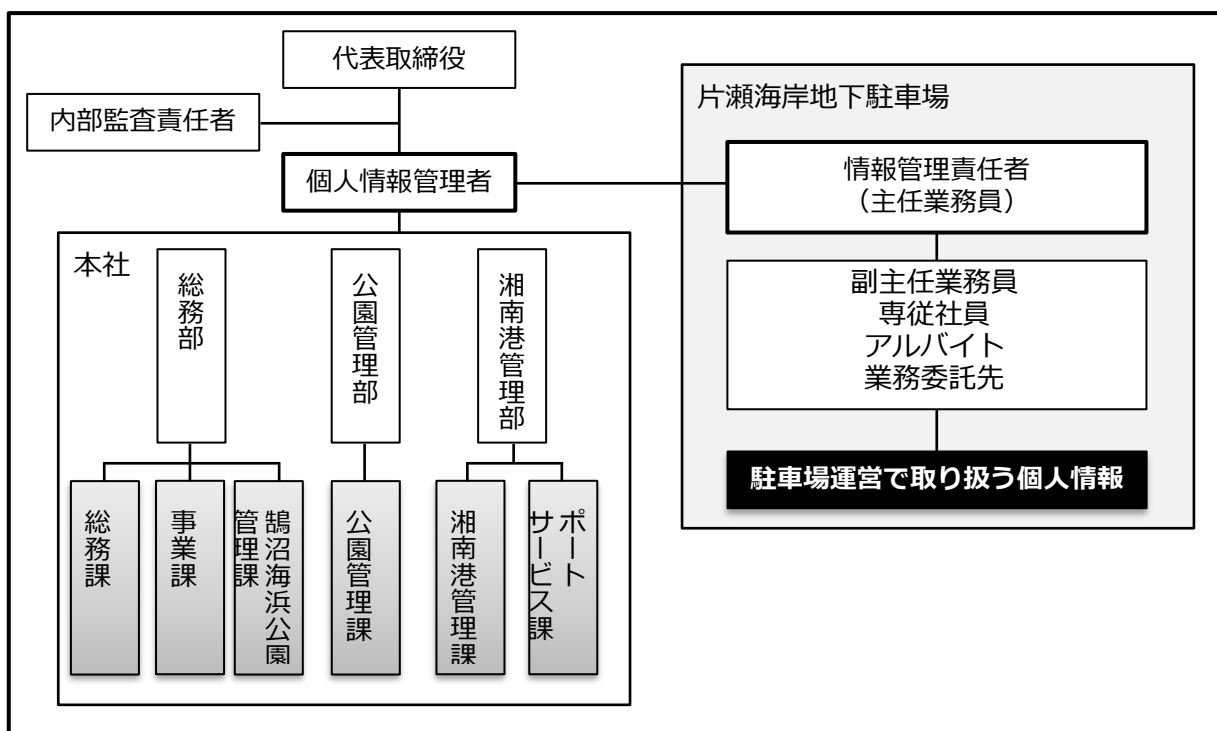 代表取締役
内部監査責任者
個人情報管理者
本社
総務部
公園管理部
湘南港管理部
総務課
事業課
鵠沼海浜公園
管理課
公園管理課
湘南港管理課
ポート
サービス課
片瀬海岸地下駐車場
情報管理責任者
（主任業務員）
副主任業務員
専従社員
アルバイト
業務委託先
駐車場運営で取り扱う個人情報